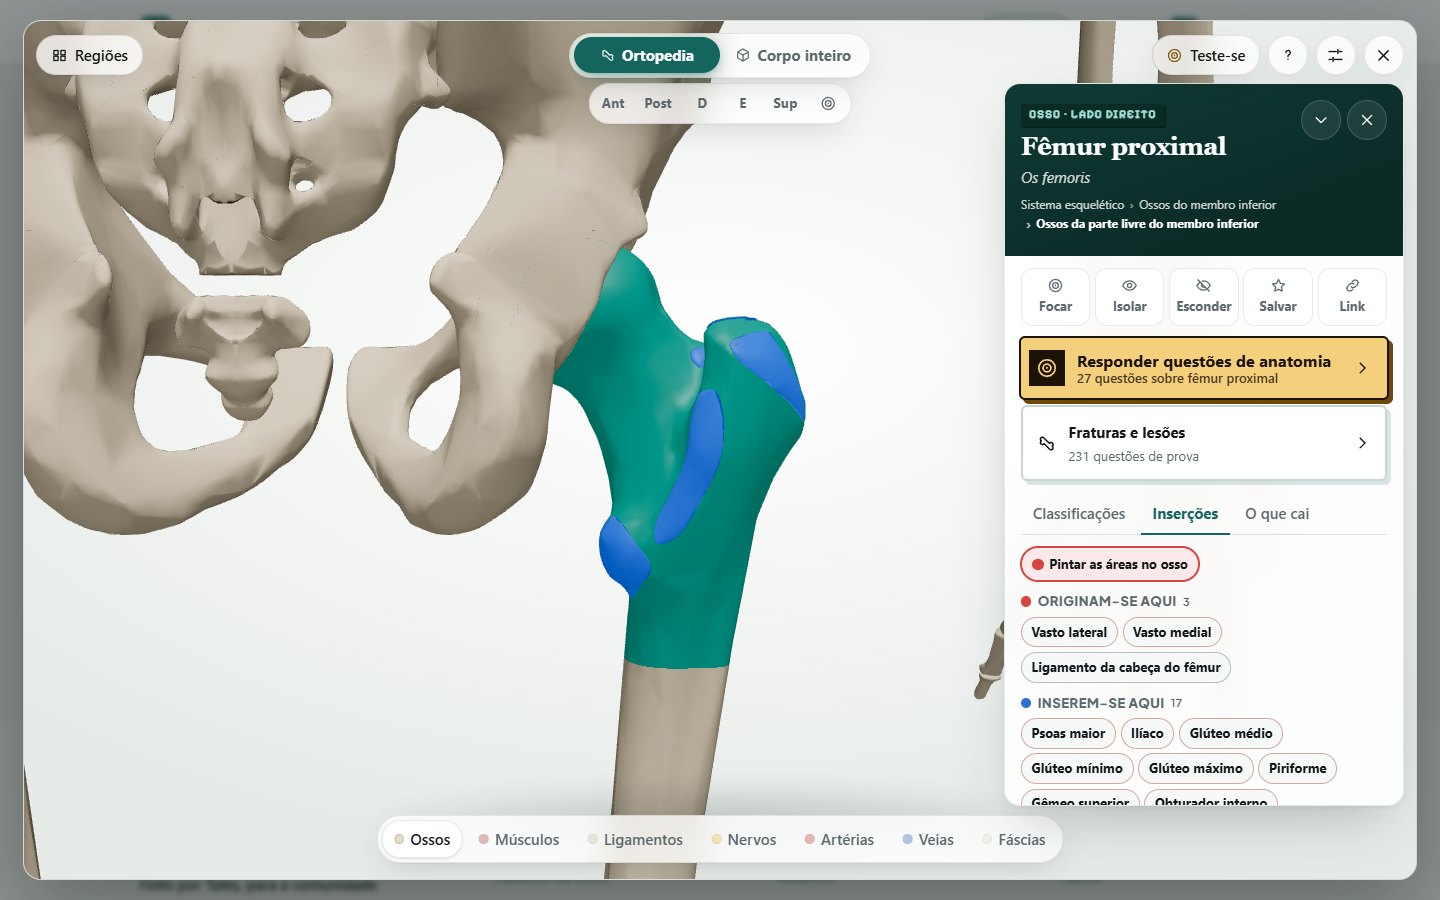 Regiões
Ortopedia
Corpo inteiro
Teste-se
?
Ant
Post
D
E
Sup
OSSO · LADO DIREITO
Fêmur proximal
Os femoris
Sistema esquelético › Ossos do membro inferior
› Ossos da parte livre do membro inferior
Focar
Isolar
Esconder
Salvar
Link
Responder questões de anatomia
27 questões sobre fêmur proximal
Fraturas e lesões
231 questões de prova
Classificações
Inserções
O que cai
Pintar as áreas no osso
ORIGINAM-SE AQUI 3
Vasto lateral
Vasto medial
Ligamento da cabeça do fêmur
INSEREM-SE AQUI 17
Psoas maior
Ilíaco
Glúteo médio
Glúteo mínimo
Glúteo máximo
Piriforme
Gêmeo superior
Obturador interno
Ossos
Músculos
Ligamentos
Nervos
Artérias
Veias
Fáscias